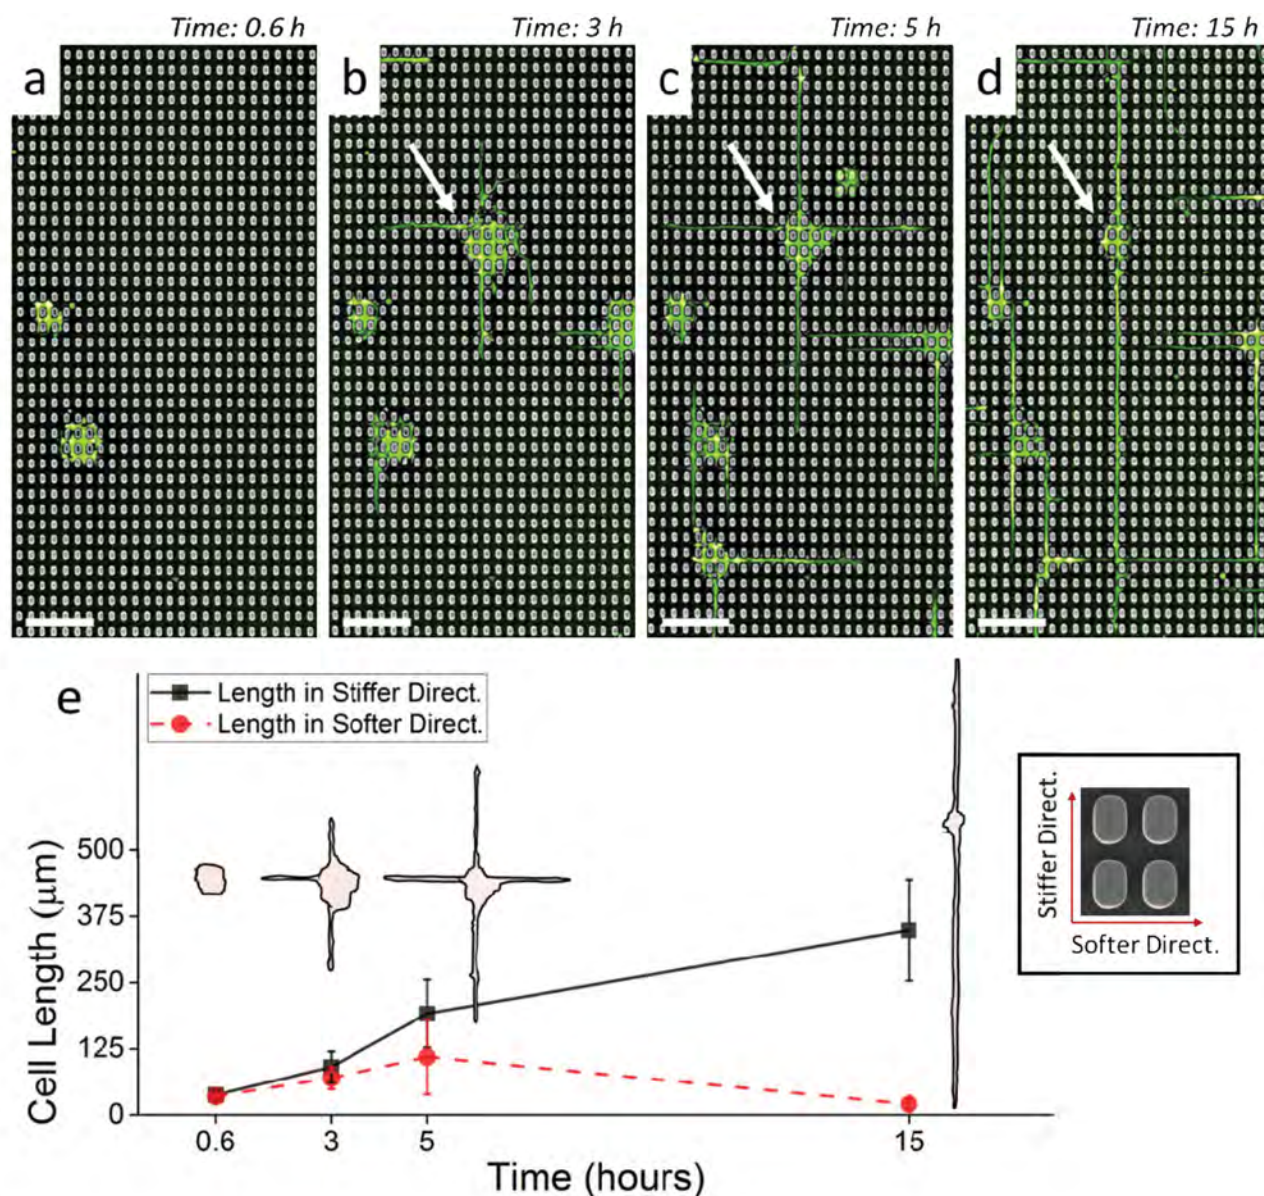 Time: 0.6 h
Time: 3 h
Time: 5 h
Time: 15 h
a
b
c
d
e
Length in Stiffer Direct.
Length in Softer Direct.
500
375
250
125
0
Cell Length (μm)
0.6
3
5
15
Time (hours)
Stiffer Direct.
Softer Direct.